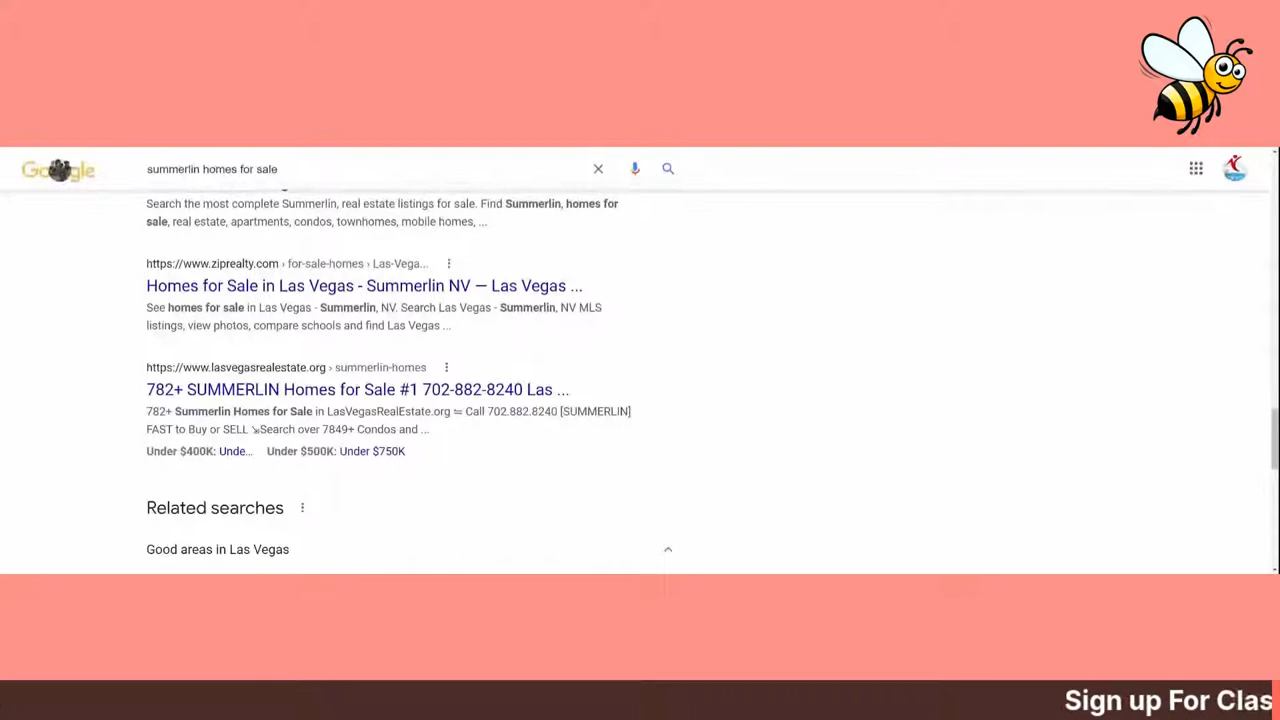 Google
summerlin homes for sale
Search the most complete Summerlin, real estate listings for sale. Find Summerlin, homes for
sale, real estate, apartments, condos, townhomes, mobile homes, ...
https://www.ziprealty.com › for-sale-homes › Las-Vega...
Homes for Sale in Las Vegas - Summerlin NV — Las Vegas ...
See homes for sale in Las Vegas - Summerlin, NV. Search Las Vegas - Summerlin, NV MLS
listings, view photos, compare schools and find Las Vegas ...
https://www.lasvegasrealestate.org › summerlin-homes
782+ SUMMERLIN Homes for Sale #1 702-882-8240 Las ...
782+ Summerlin Homes for Sale in LasVegasRealEstate.org ≒ Call 702.882.8240 [SUMMERLIN]
FAST to Buy or SELL ⇲Search over 7849+ Condos and ...
Under $400K: Unde... Under $500K: Under $750K
Related searches
Good areas in Las Vegas
Sign up For Clas